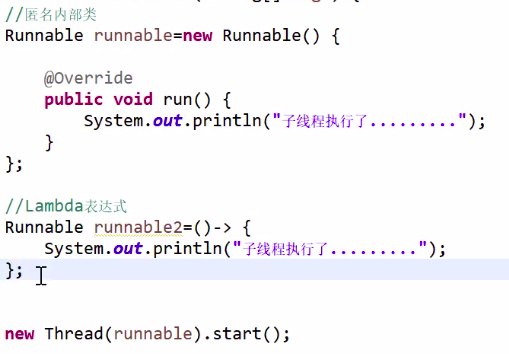 //匿名内部类
Runnable runnable=new Runnable() {
@Override
public void run() {
System.out.println("子线程执行了.........");
}
};
//Lambda表达式
Runnable runnable2=()-> {
System.out.println("子线程执行了.........");
};
new Thread(runnable).start();